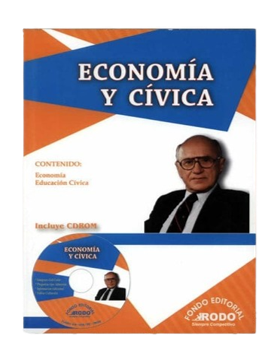 ECONOMÍA
Y CÍVICA
CONTENIDO:
Economía
Educación Cívica
Incluye CDROM
ECONOMÍA
Y CÍVICA
FONDO EDITORIAL
RODO